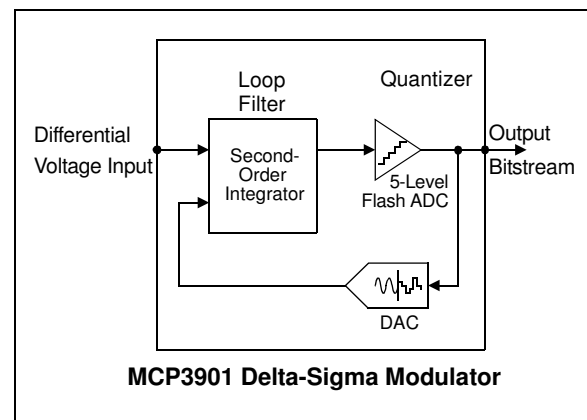 Loop
Filter
Quantizer
Differential
Voltage Input
Second-
Order
Integrator
Output
Bitstream
5-Level
Flash ADC
DAC
MCP3901 Delta-Sigma Modulator